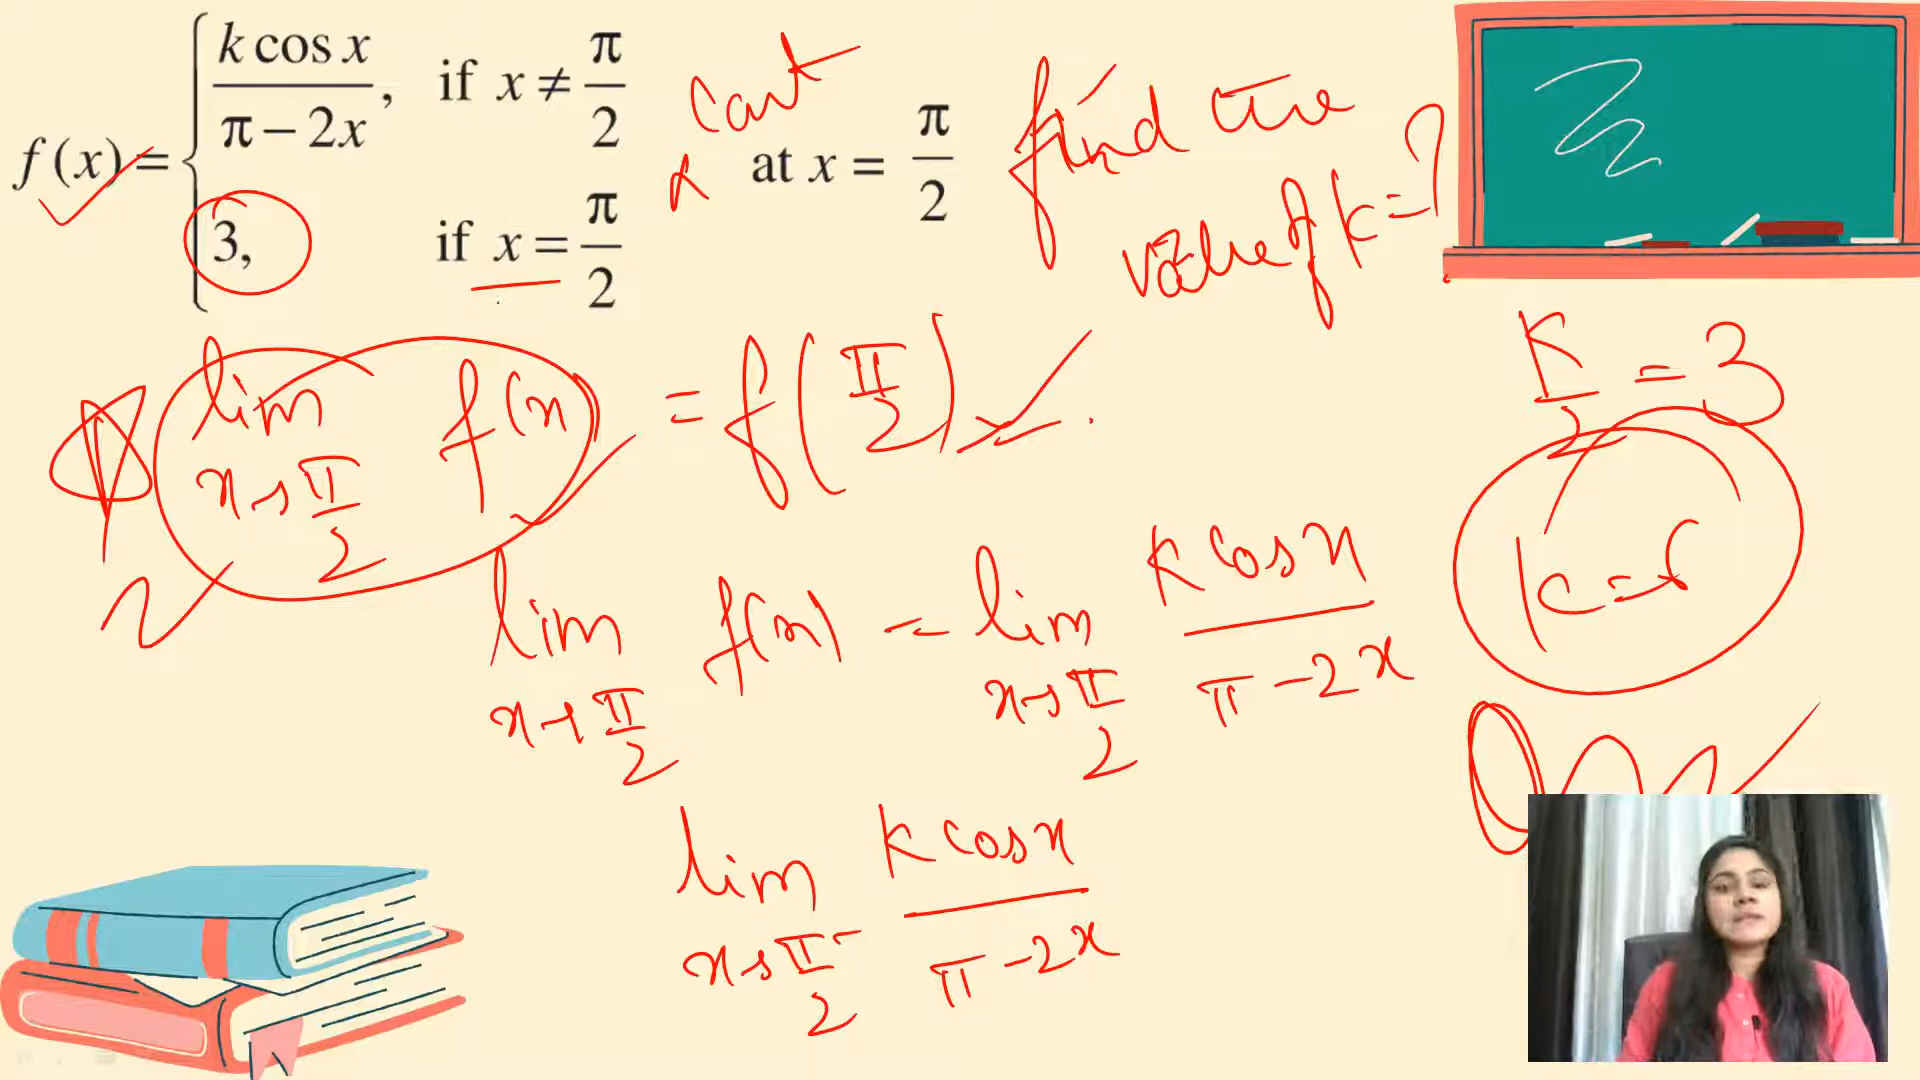 f(x) = { k cos x / π − 2x, if x ≠ π/2
3, if x = π/2
cont at x = π/2
find the
value of k = ?
lim x→π/2 f(x) = f(π/2)
k/2 = 3
k = 6
lim x→π/2 f(x) = lim x→π/2 k cos x / π − 2x
lim x→π/2⁻ k cos x / π − 2x